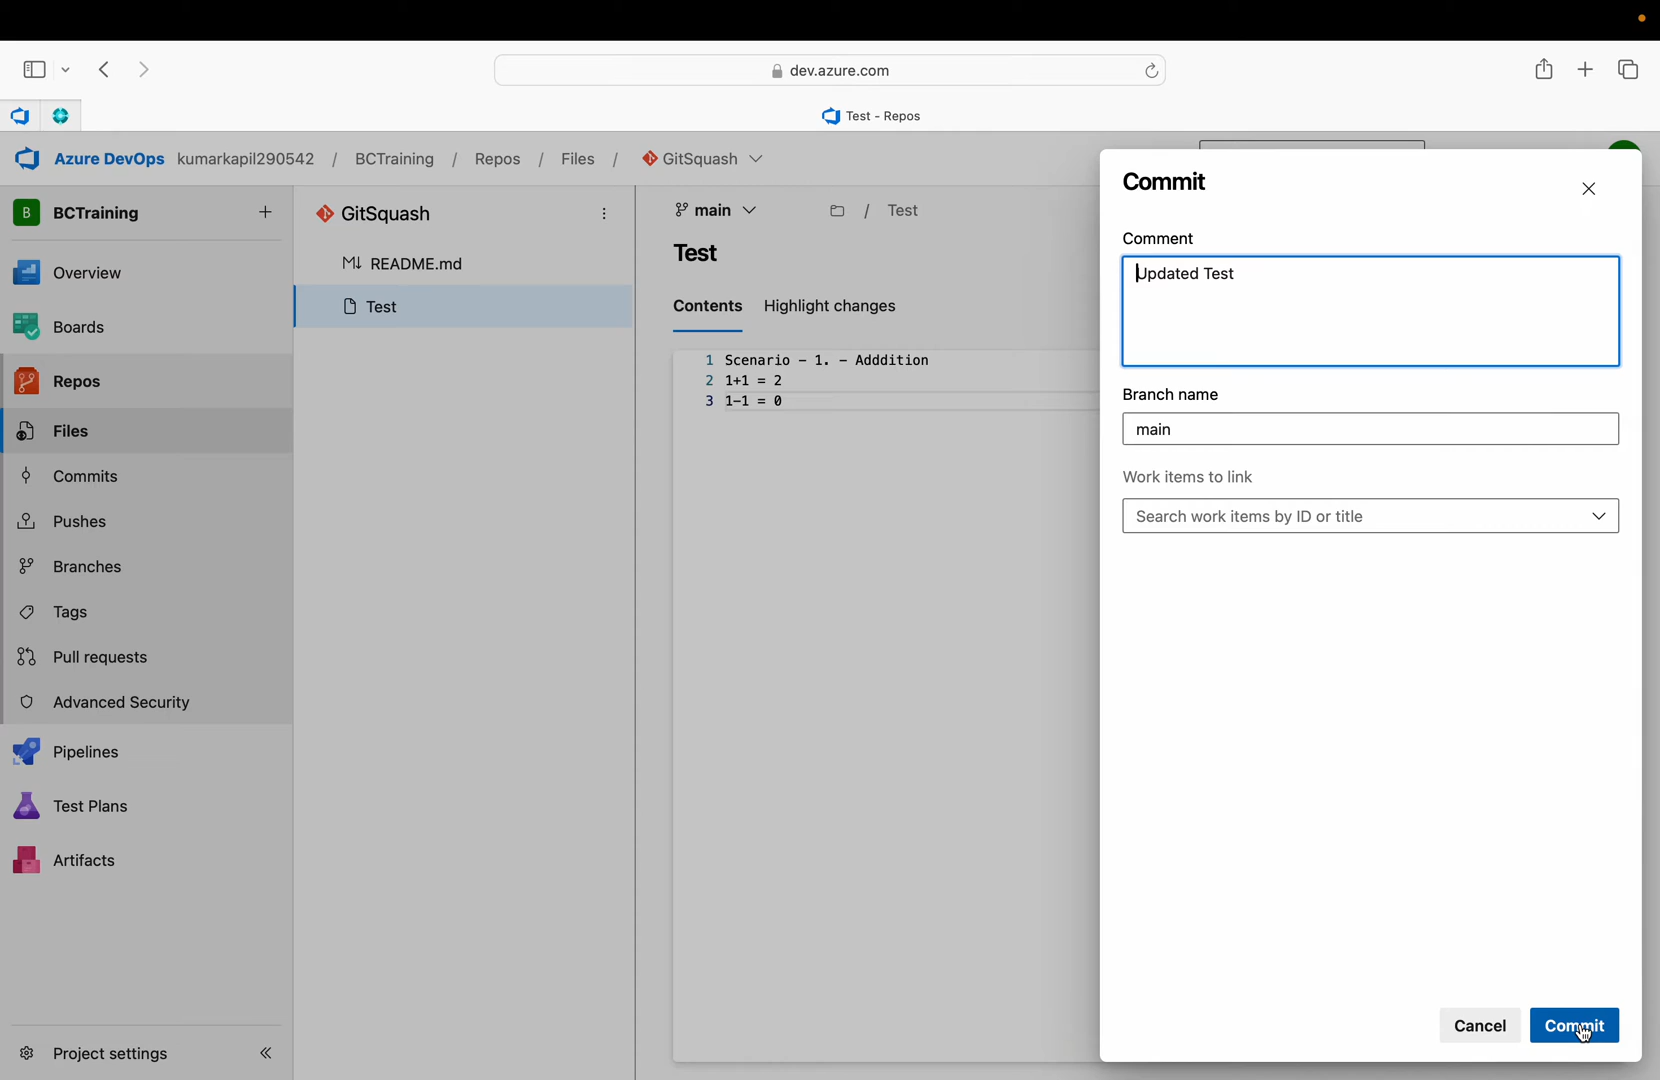 dev.azure.com
Test - Repos
Azure DevOps kumarkapil290542 / BCTraining / Repos / Files / GitSquash
B BCTraining
Overview
Boards
Repos
Files
Commits
Pushes
Branches
Tags
Pull requests
Advanced Security
Pipelines
Test Plans
Artifacts
Project settings
GitSquash
README.md
Test
main
/ Test
Test
Contents Highlight changes
1 Scenario - 1. - Adddition
2 1+1 = 2
3 1-1 = 0
Commit
Comment
Updated Test
Branch name
main
Work items to link
Search work items by ID or title
Cancel Commit